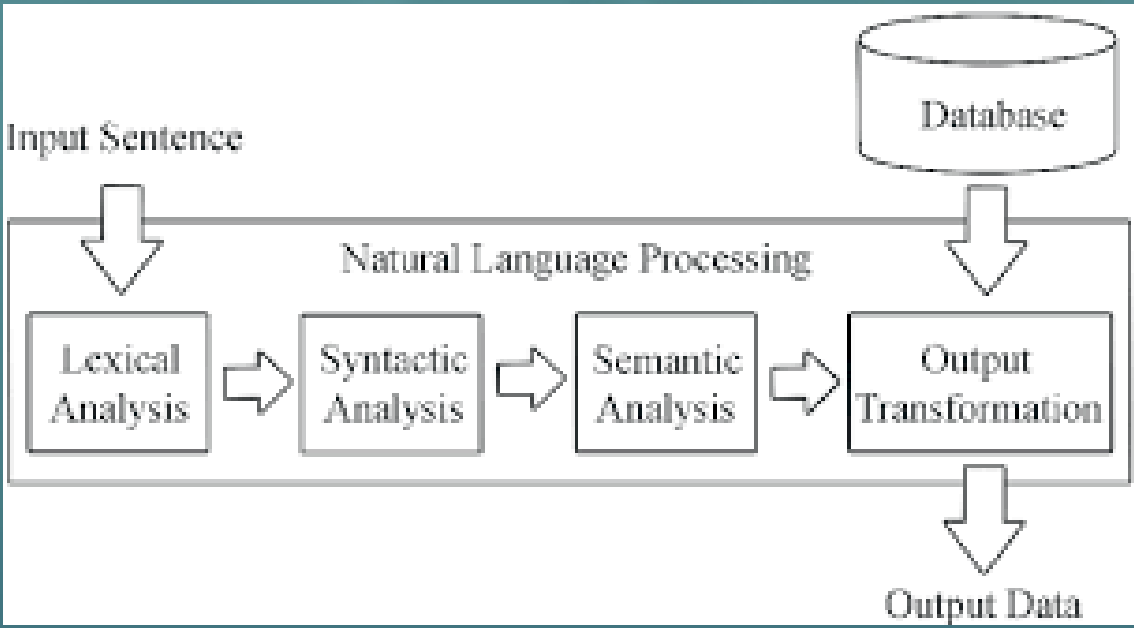 Database
Input Sentence
Natural Language Processing
Lexical
Analysis
Syntactic
Analysis
Semantic
Analysis
Output
Transformation
Output Data